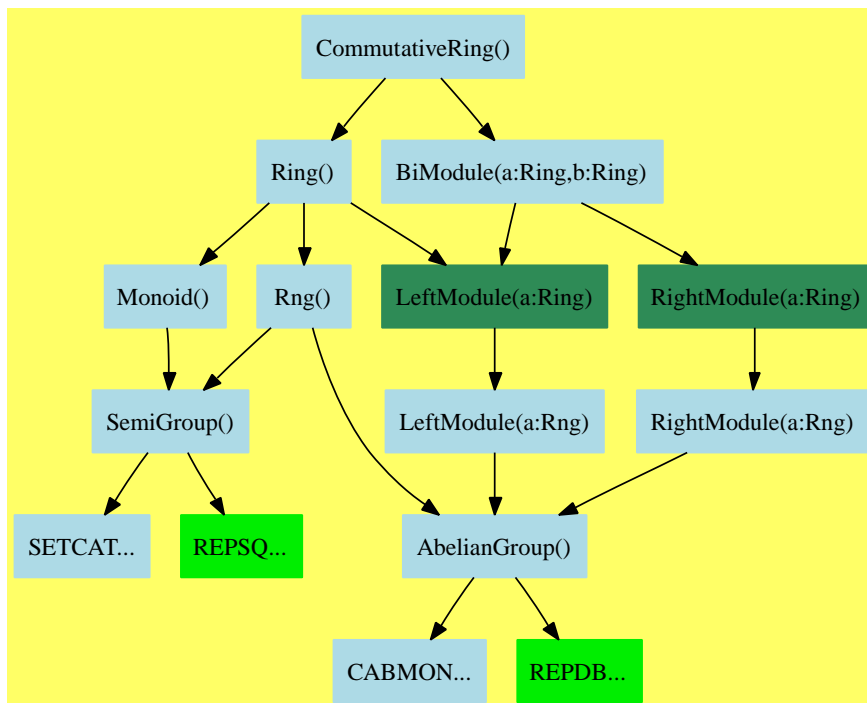 CommutativeRing()
Ring()
BiModule(a:Ring,b:Ring)
Monoid()
Rng()
LeftModule(a:Ring)
RightModule(a:Ring)
SemiGroup()
LeftModule(a:Rng)
RightModule(a:Rng)
SETCAT...
REPSQ...
AbelianGroup()
CABMON...
REPDB...